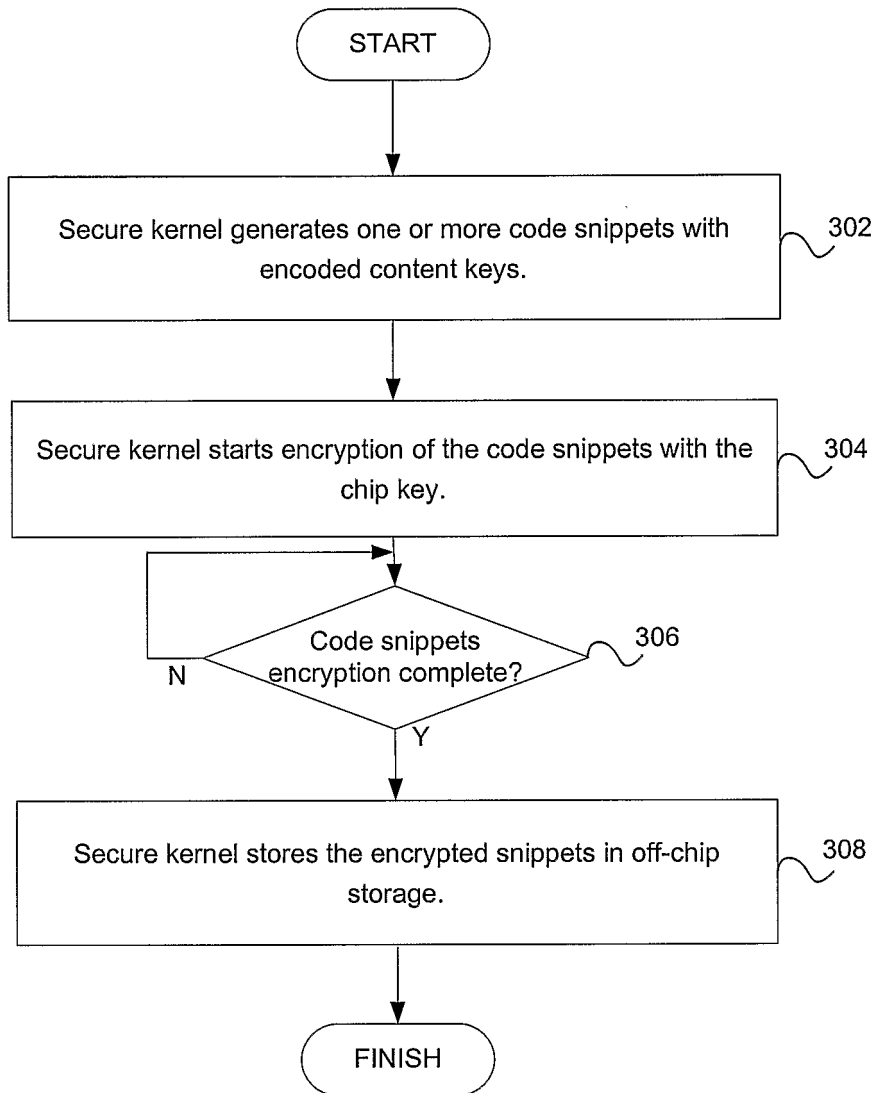 START
Secure kernel generates one or more code snippets with
encoded content keys.
302
Secure kernel starts encryption of the code snippets with the
chip key.
304
Code snippets
encryption complete?
306
N
Y
Secure kernel stores the encrypted snippets in off-chip
storage.
308
FINISH